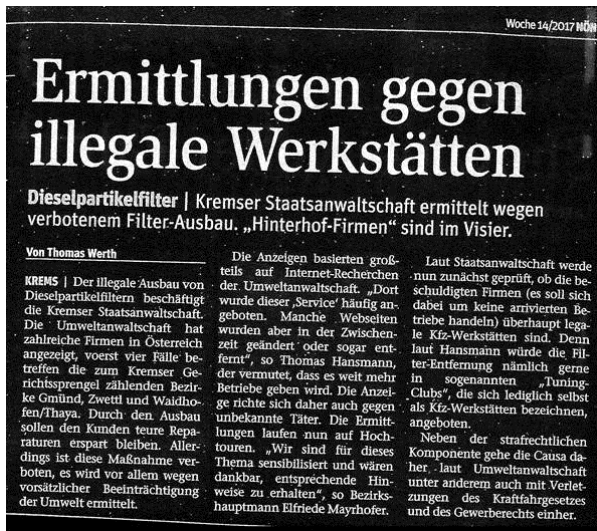 Woche 14/2017 NÖN
Ermittlungen gegen
illegale Werkstätten
Dieselpartikelfilter | Kremser Staatsanwaltschaft ermittelt wegen
verbotenem Filter-Ausbau. „Hinterhof-Firmen“ sind im Visier.
Von Thomas Werth
KREMS | Der illegale Ausbau von
Dieselpartikelfiltern beschäftigt
die Kremser Staatsanwaltschaft.
Die Umweltanwaltschaft hat
zahlreiche Firmen in Österreich
angezeigt, voerst vier Fälle be-
treffen die zum Kremser Ge-
richtssprengel zählenden Bezir-
ke Gmünd, Zwettl und Waidho-
fen/Thaya. Durch den Ausbau
sollen den Kunden teure Repa-
raturen erspart bleiben. Aller-
dings ist diese Maßnahme ver-
boten, es wird vor allem wegen
vorsätzlicher Beeinträchtigung
der Umwelt ermittelt.
Die Anzeigen basierten groß-
teils auf Internet-Recherchen
der Umweltanwaltschaft. „Dort
wurde dieser ‚Service‘ häufig an-
geboten. Manche Webseiten
wurden aber in der Zwischen-
zeit geändert oder sogar ent-
fernt“, so Thomas Hansmann,
der vermutet, dass es weit mehr
Betriebe geben wird. Die Anzei-
ge richte sich daher auch gegen
unbekannte Täter. Die Ermitt-
lungen laufen nun auf Hoch-
touren. „Wir sind für dieses
Thema sensibilisiert und wären
dankbar, entsprechende Hin-
weise zu erhalten“, so Bezirks-
hauptmann Elfriede Mayrhofer.
Laut Staatsanwaltschaft werde
nun zunächst geprüft, ob die be-
schuldigten Firmen (es soll sich
dabei um keine arrivierten Be-
triebe handeln) überhaupt lega-
le Kfz-Werkstätten sind. Denn
laut Hansmann würde die Fil-
ter-Entfernung nämlich gerne
in sogenannten „Tuning-
Clubs“, die sich lediglich selbst
als Kfz-Werkstätten bezeichnen,
angeboten.
Neben der strafrechtlichen
Komponente gehe die Causa da-
her, laut Umweltanwaltschaft
unter anderem auch mit Verlet-
zungen des Kraftfahrgesetzes
und des Gewerberechts einher.